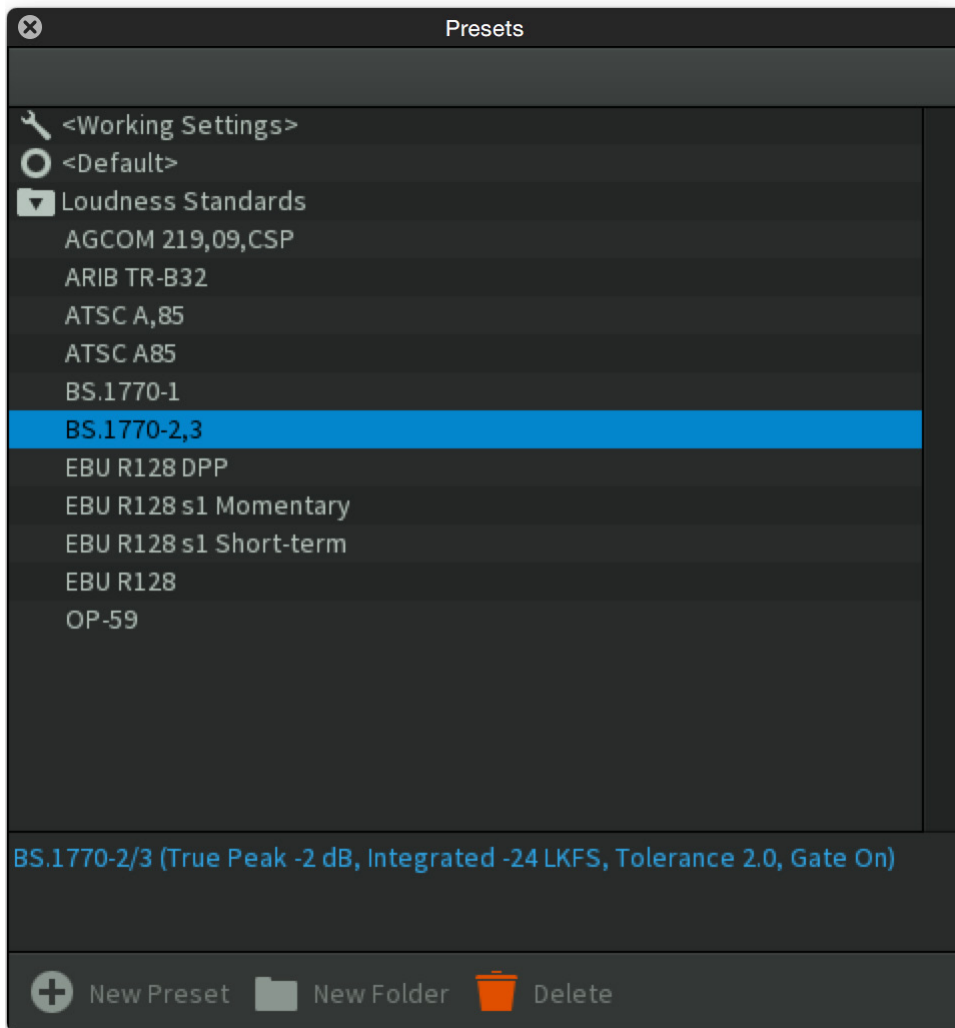 Presets
<Working Settings>
<Default>
Loudness Standards
AGCOM 219,09,CSP
ARIB TR-B32
ATSC A,85
ATSC A85
BS.1770-1
BS.1770-2,3
EBU R128 DPP
EBU R128 s1 Momentary
EBU R128 s1 Short-term
EBU R128
OP-59
BS.1770-2/3 (True Peak -2 dB, Integrated -24 LKFS, Tolerance 2.0, Gate On)
New Preset New Folder Delete